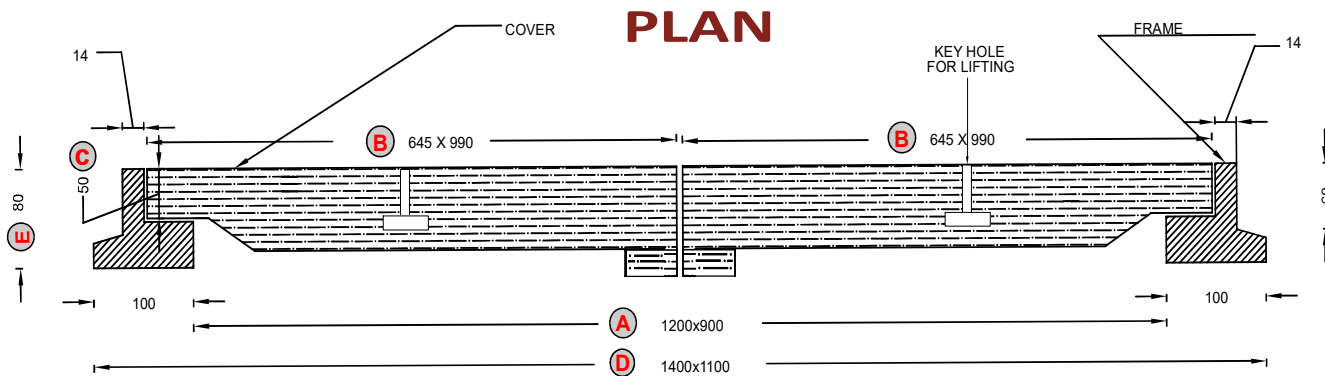 PLAN
COVER
FRAME
14
14
KEY HOLE
FOR LIFTING
B 645 X 990
B 645 X 990
C
50
80
E
100
100
A 1200x900
D 1400x1100